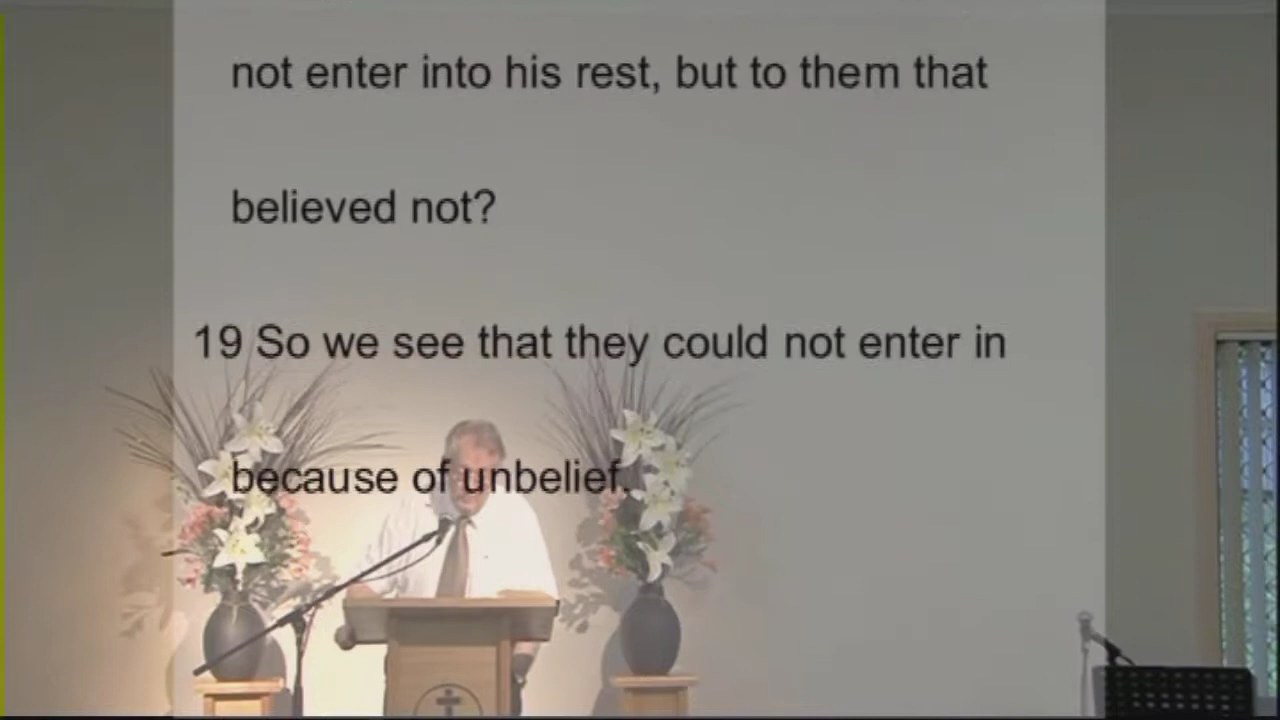 not enter into his rest, but to them that
believed not?
19 So we see that they could not enter in
because of unbelief.